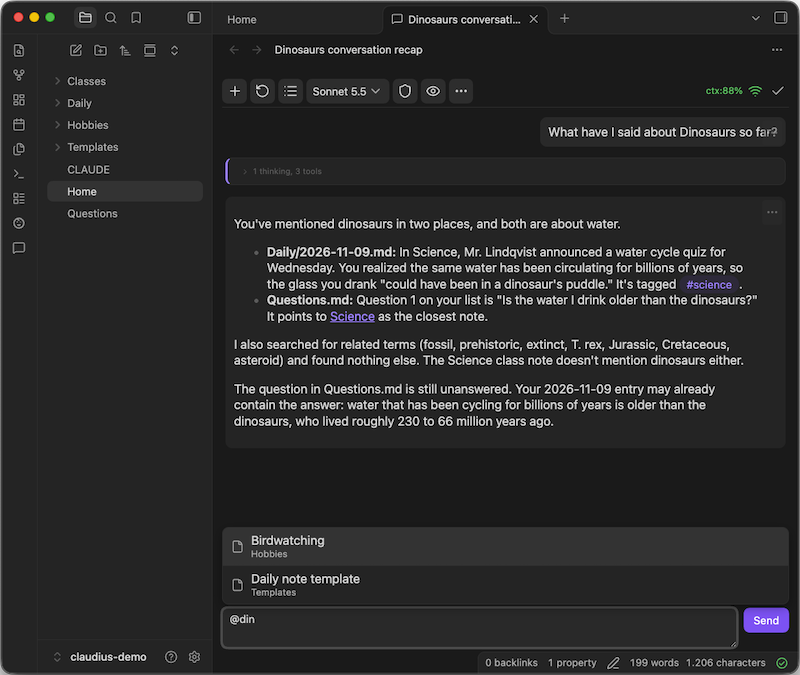 Home
Dinosaurs conversati...
Dinosaurs conversation recap
Classes
Daily
Hobbies
Templates
CLAUDE
Home
Questions
Sonnet 5.5
ctx:88%
What have I said about Dinosaurs so far?
1 thinking, 3 tools
You've mentioned dinosaurs in two places, and both are about water.
• Daily/2026-11-09.md: In Science, Mr. Lindqvist announced a water cycle quiz for
Wednesday. You realized the same water has been circulating for billions of years, so
the glass you drank "could have been in a dinosaur's puddle." It's tagged #science .
• Questions.md: Question 1 on your list is "Is the water I drink older than the dinosaurs?"
It points to Science as the closest note.
I also searched for related terms (fossil, prehistoric, extinct, T. rex, Jurassic, Cretaceous,
asteroid) and found nothing else. The Science class note doesn't mention dinosaurs either.
The question in Questions.md is still unanswered. Your 2026-11-09 entry may already
contain the answer: water that has been cycling for billions of years is older than the
dinosaurs, who lived roughly 230 to 66 million years ago.
Birdwatching
Hobbies
Daily note template
Templates
@din
Send
claudius-demo
0 backlinks 1 property 199 words 1.206 characters